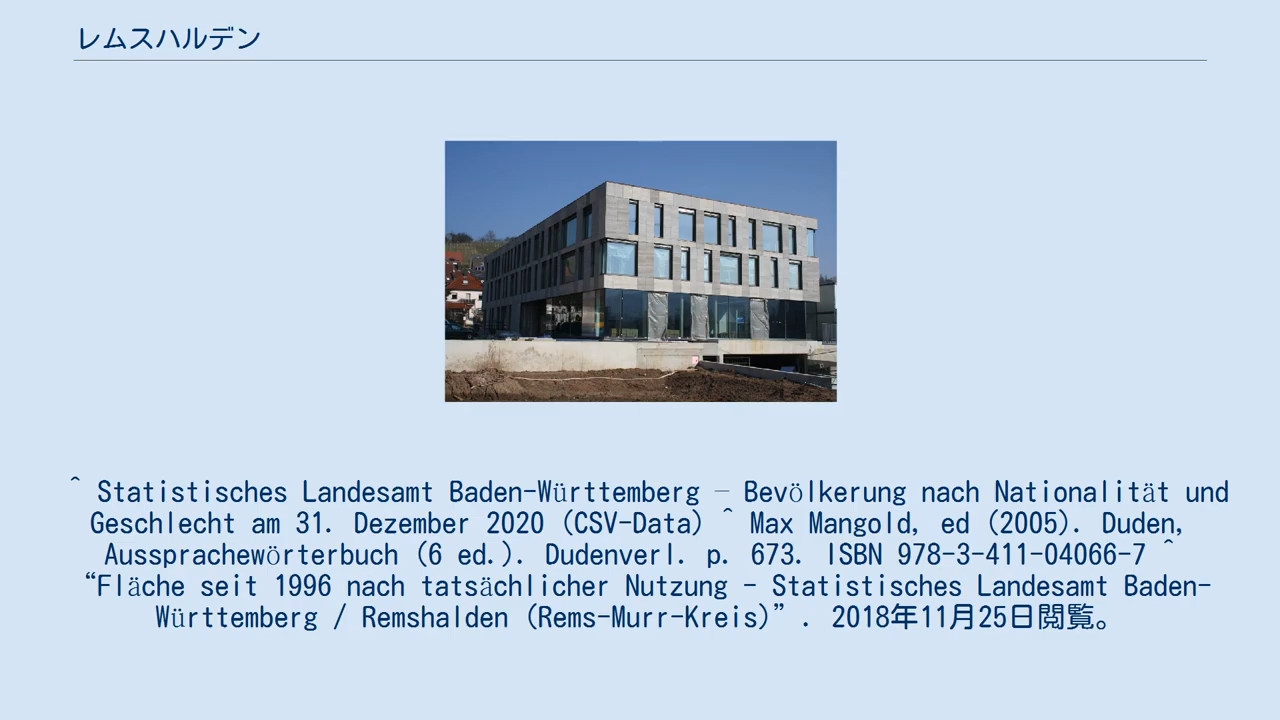 レムスハルデン
^ Statistisches Landesamt Baden-Württemberg – Bevölkerung nach Nationalität und
Geschlecht am 31. Dezember 2020 (CSV-Data) ^ Max Mangold, ed (2005). Duden,
Aussprachewörterbuch (6 ed.). Dudenverl. p. 673. ISBN 978-3-411-04066-7 ^
“Fläche seit 1996 nach tatsächlicher Nutzung - Statistisches Landesamt Baden-
Württemberg / Remshalden (Rems-Murr-Kreis)”. 2018年11月25日閲覧。